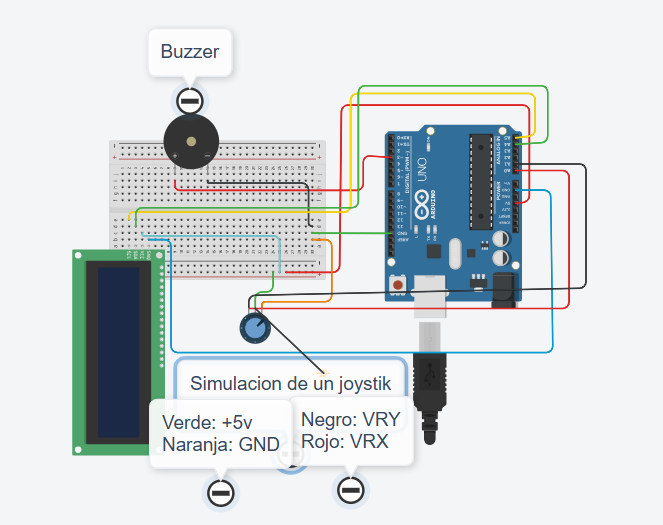 Buzzer
DIGITAL (PWM~)
UNO
ARDUINO
ANALOG IN
POWER
Simulacion de un joystik
Verde: +5v
Naranja: GND
Negro: VRY
Rojo: VRX